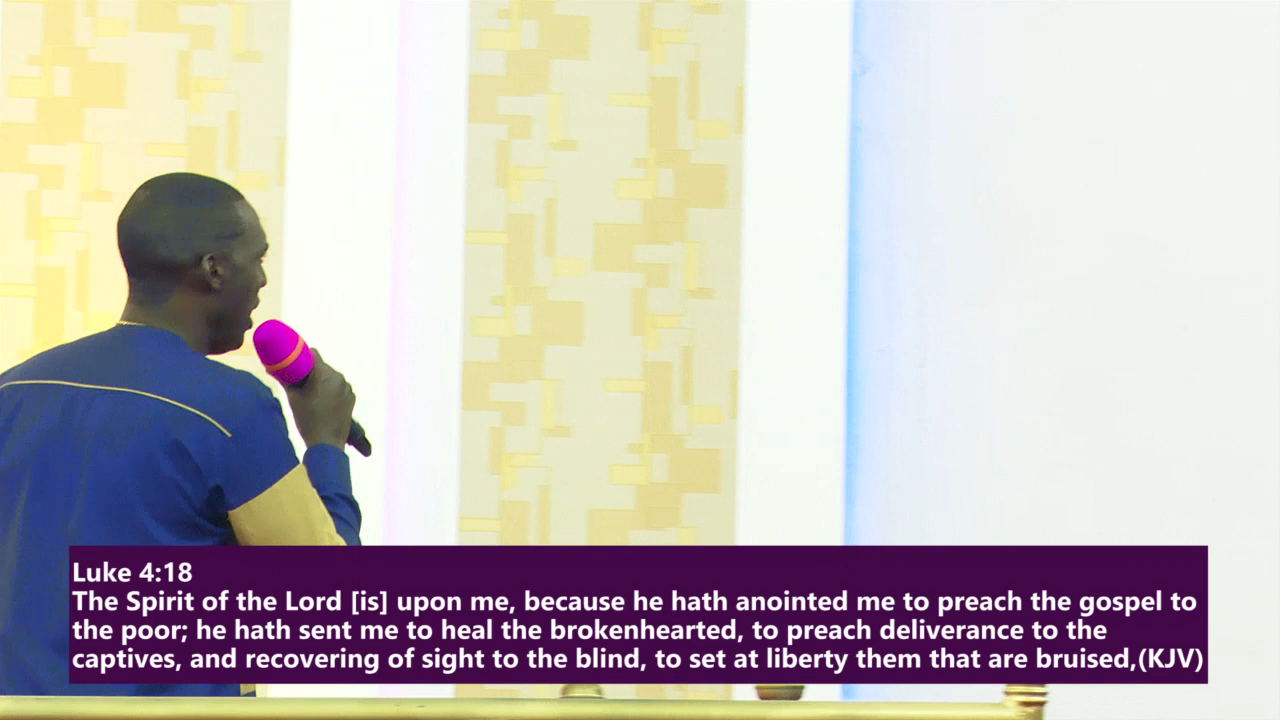 Luke 4:18
The Spirit of the Lord [is] upon me, because he hath anointed me to preach the gospel to
the poor; he hath sent me to heal the brokenhearted, to preach deliverance to the
captives, and recovering of sight to the blind, to set at liberty them that are bruised,(KJV)